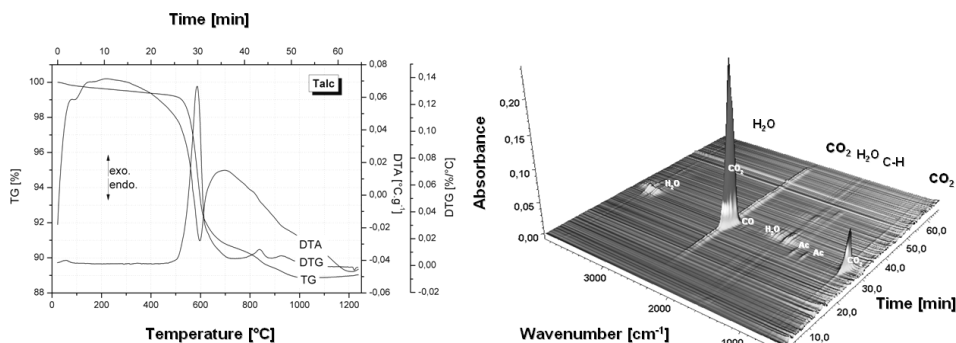 Time [min]
0 10 20 30 40 50 60
Talc
100
98
96
94
92
90
88
TG [%]
exo.
endo.
DTA
DTG
TG
0,07
0,06
0,04
0,02
0,00
-0,02
-0,04
-0,06
DTA [°C.g⁻¹]
0,14
0,12
0,10
0,08
0,06
0,04
0,02
0,00
-0,02
DTG [%/°C]
0 200 400 600 800 1000 1200
Temperature [°C]
Absorbance
0,20
0,15
0,10
0,05
0,00
H₂O
CO₂ H₂O C-H
CO₂
CO₂
H₂O
CO
H₂O
Ac
Ac
3000
2000
1000
Wavenumber [cm⁻¹]
60,0
50,0
40,0
30,0
20,0
10,0
Time [min]